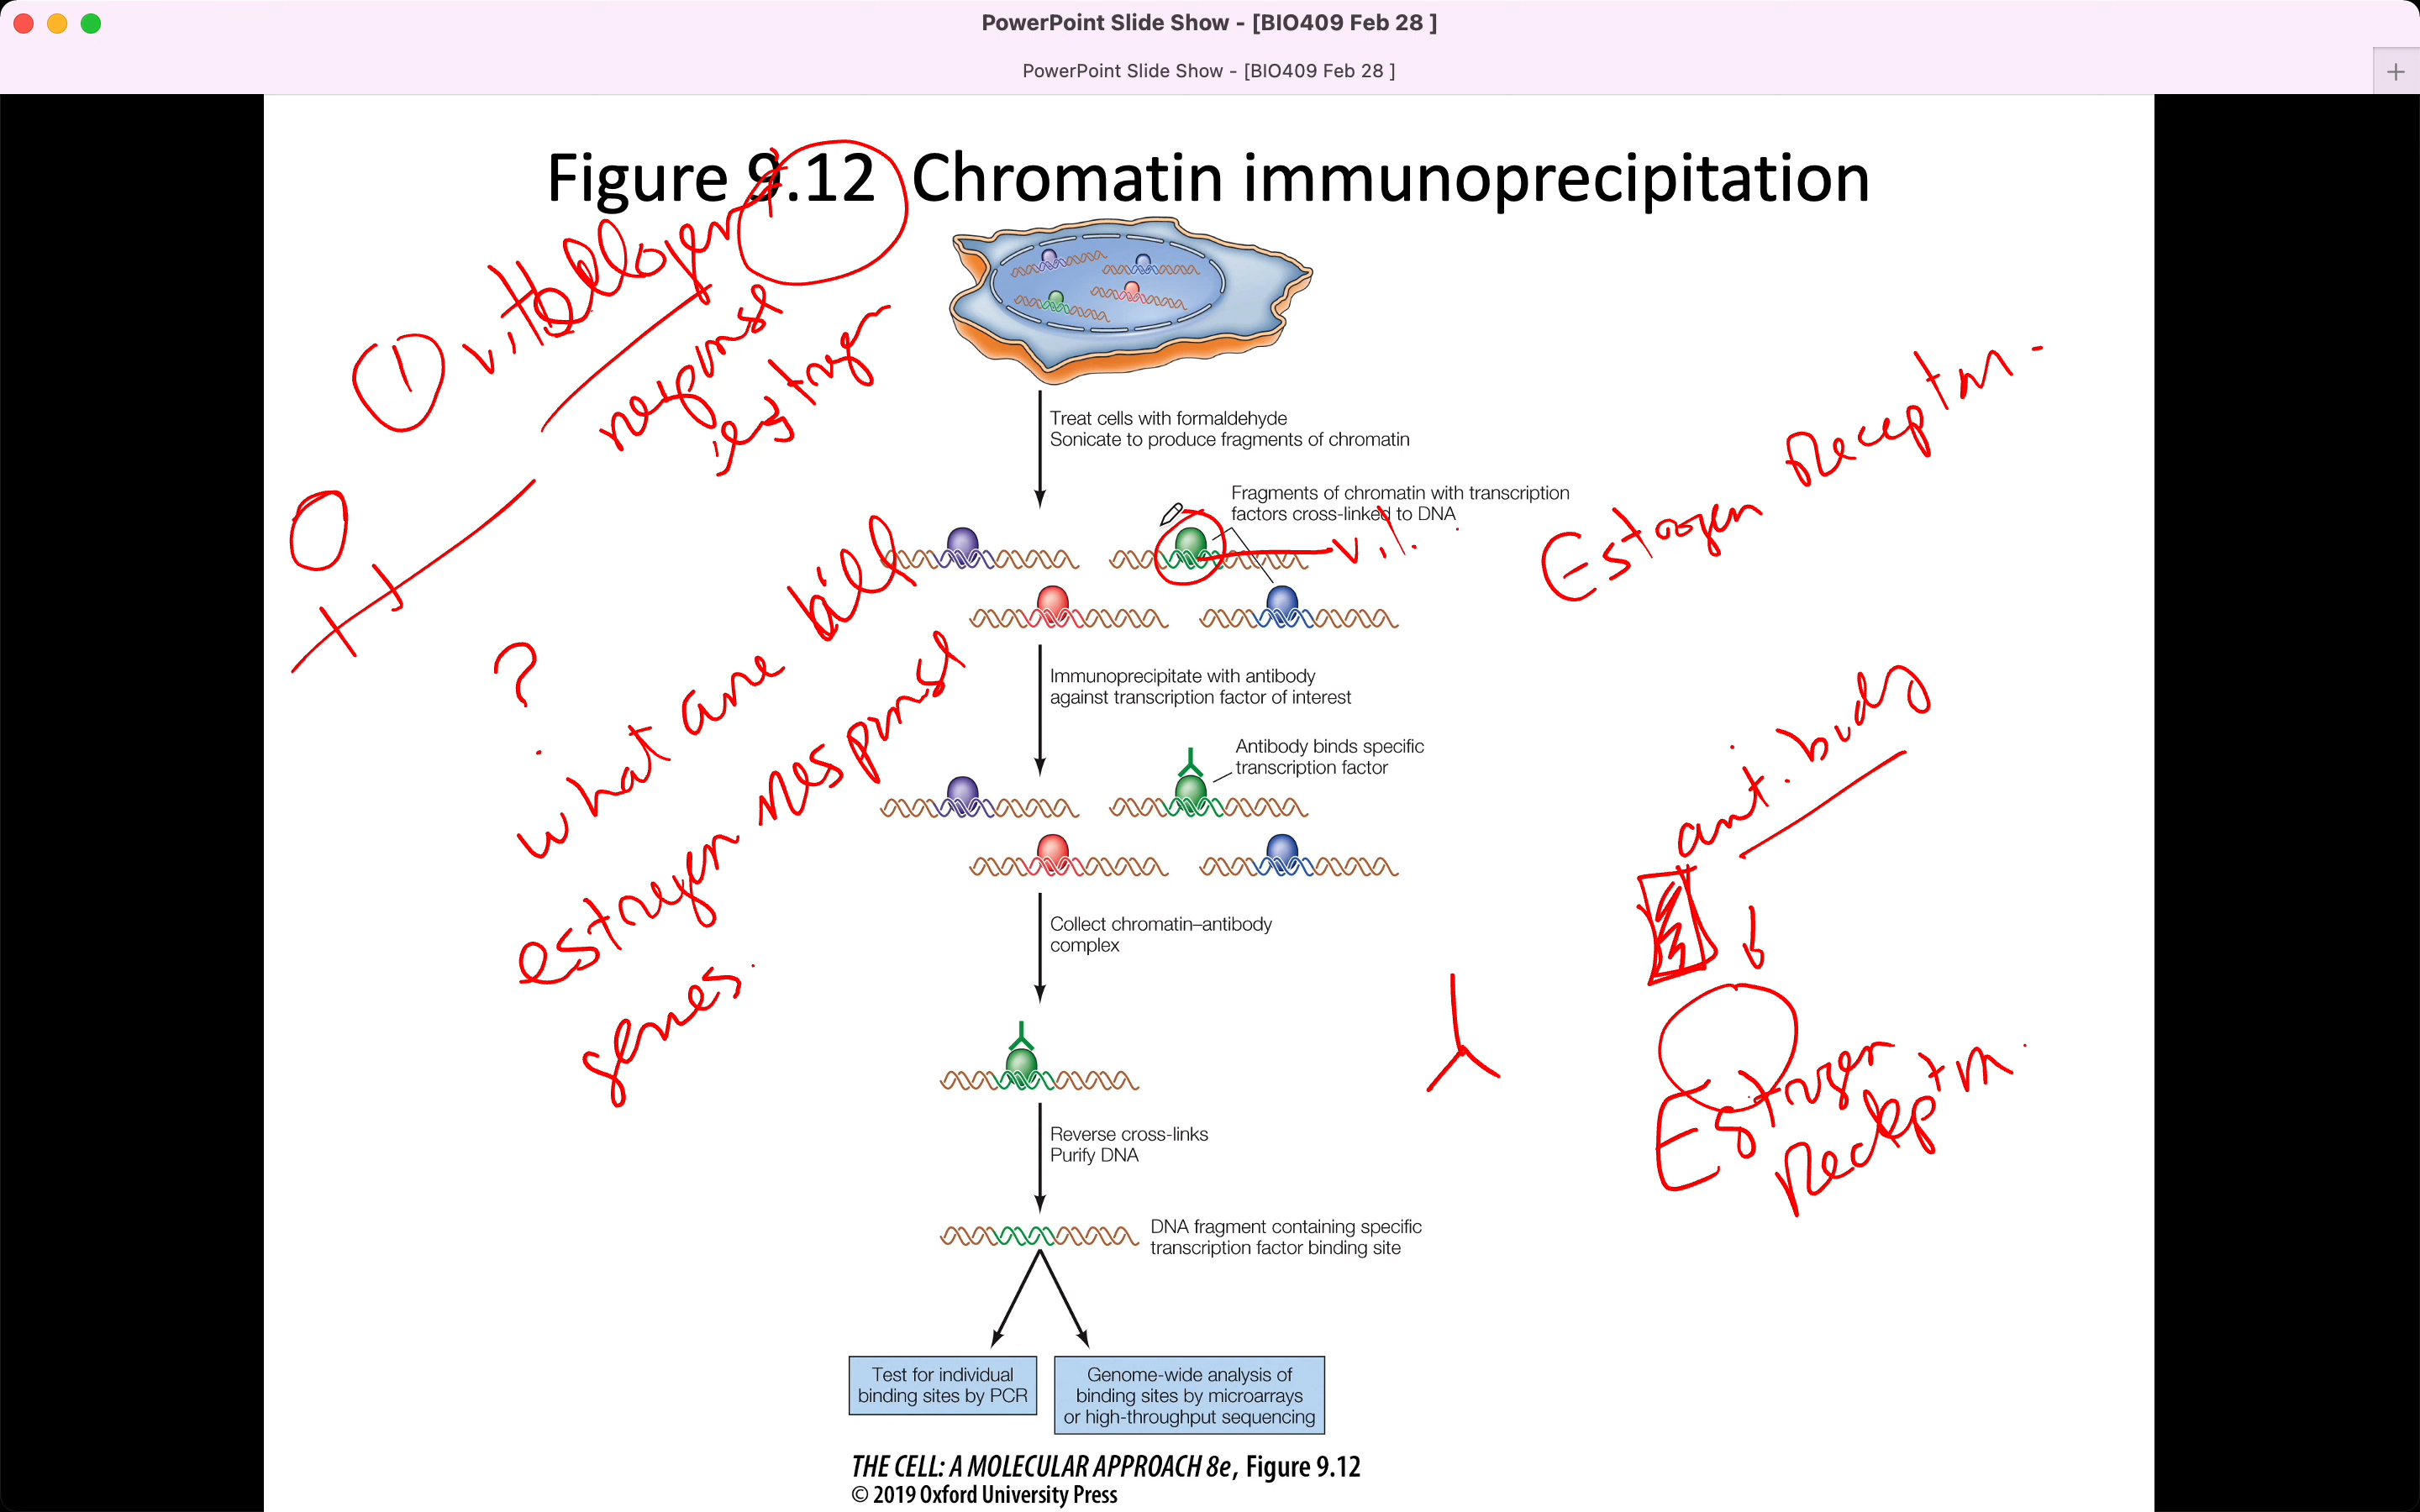 PowerPoint Slide Show - [BIO409 Feb 28 ]
PowerPoint Slide Show - [BIO409 Feb 28 ]
Figure 9.12 Chromatin immunoprecipitation
1
estrogen
Treat cells with formaldehyde
Sonicate to produce fragments of chromatin
Estrogen Receptor.
Fragments of chromatin with transcription
factors cross-linked to DNA
vit.
?
what are
estrogen response
genes.
Immunoprecipitate with antibody
against transcription factor of interest
antibody
Antibody binds specific
transcription factor
Collect chromatin–antibody
complex
Estrogen
Receptor.
Reverse cross-links
Purify DNA
DNA fragment containing specific
transcription factor binding site
Test for individual
binding sites by PCR
Genome-wide analysis of
binding sites by microarrays
or high-throughput sequencing
THE CELL: A MOLECULAR APPROACH 8e, Figure 9.12
© 2019 Oxford University Press